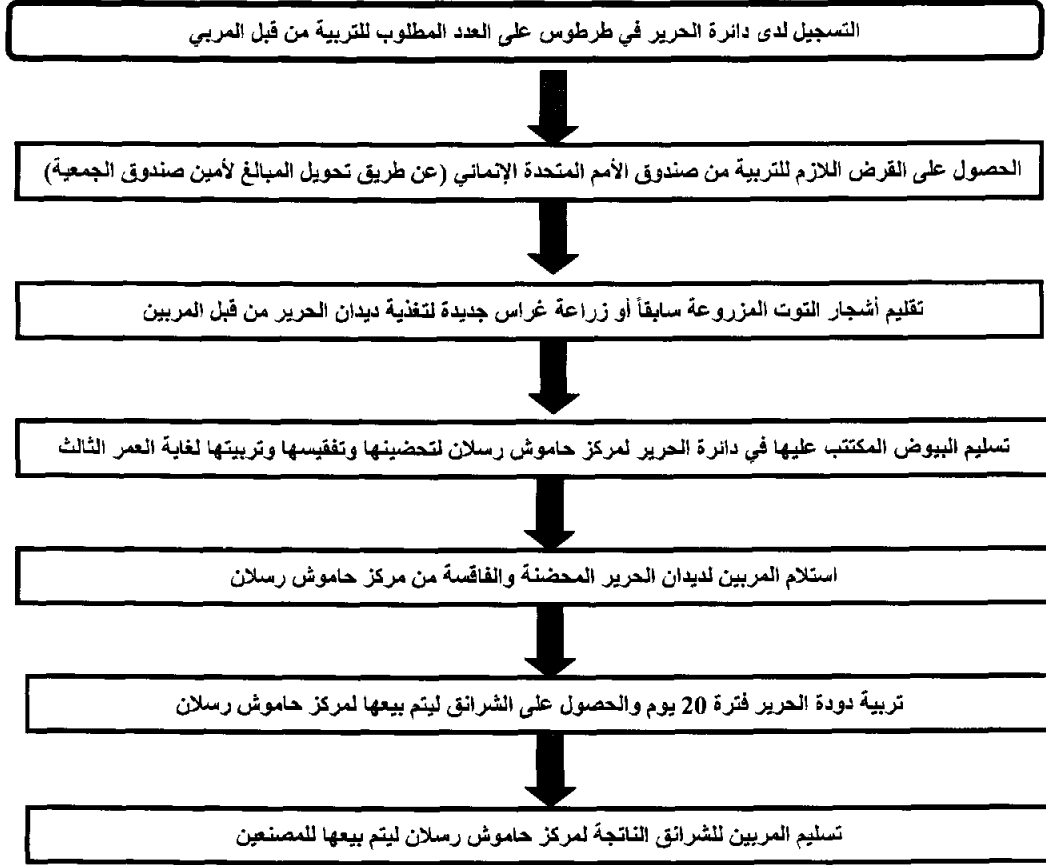 التسجيل لدى دائرة الحرير في طرطوس على العدد المطلوب للتربية من قبل المربي
الحصول على القرض اللازم للتربية من صندوق الأمم المتحدة الإنمائي (عن طريق تحويل المبالغ لأمين صندوق الجمعية)
تقليم أشجار التوت المزروعة سابقاً أو زراعة غراس جديدة لتغذية ديدان الحرير من قبل المربين
تسليم البيوض المكتتب عليها في دائرة الحرير لمركز حاموش رسلان لتحضينها وتفقيسها وتربيتها لغاية العمر الثالث
استلام المربين لديدان الحرير المحضنة والفاقسة من مركز حاموش رسلان
تربية دودة الحرير فترة 20 يوم والحصول على الشرانق ليتم بيعها لمركز حاموش رسلان
تسليم المربين للشرانق الناتجة لمركز حاموش رسلان ليتم بيعها للمصنعين